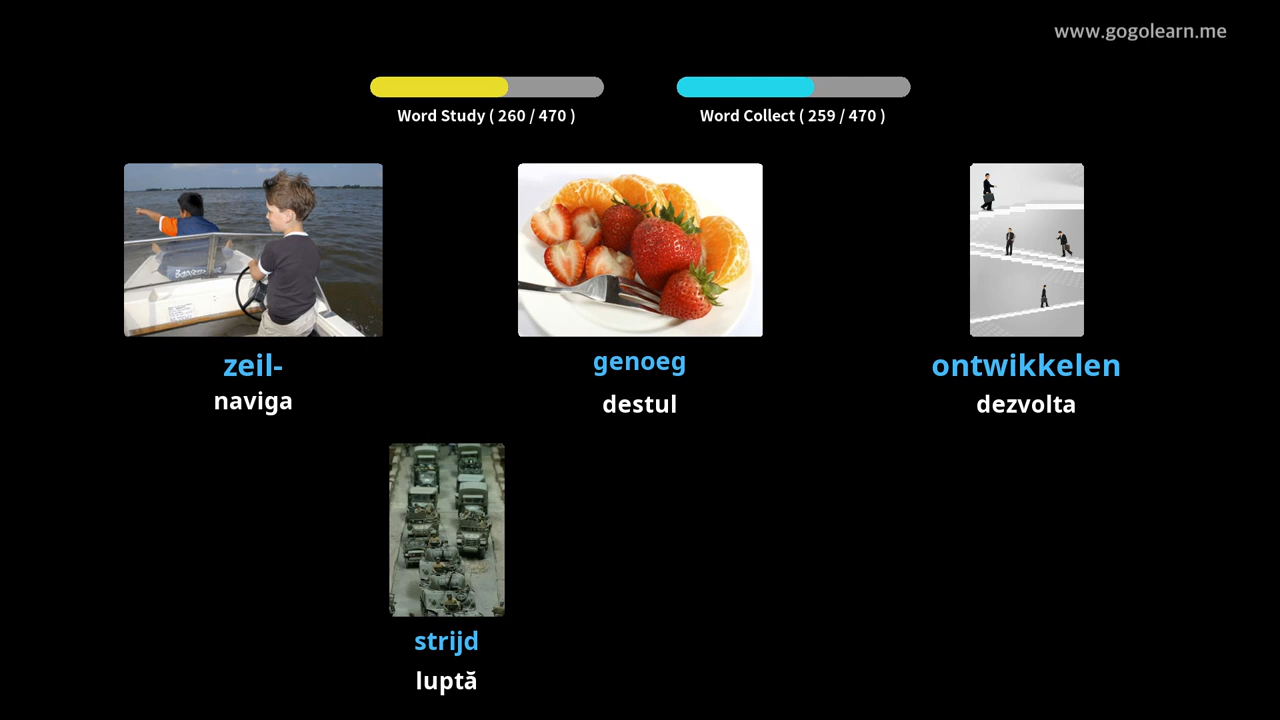 www.gogolearn.me
Word Study ( 260 / 470 )
Word Collect ( 259 / 470 )
zeil-
naviga
genoeg
destul
ontwikkelen
dezvolta
strijd
luptă